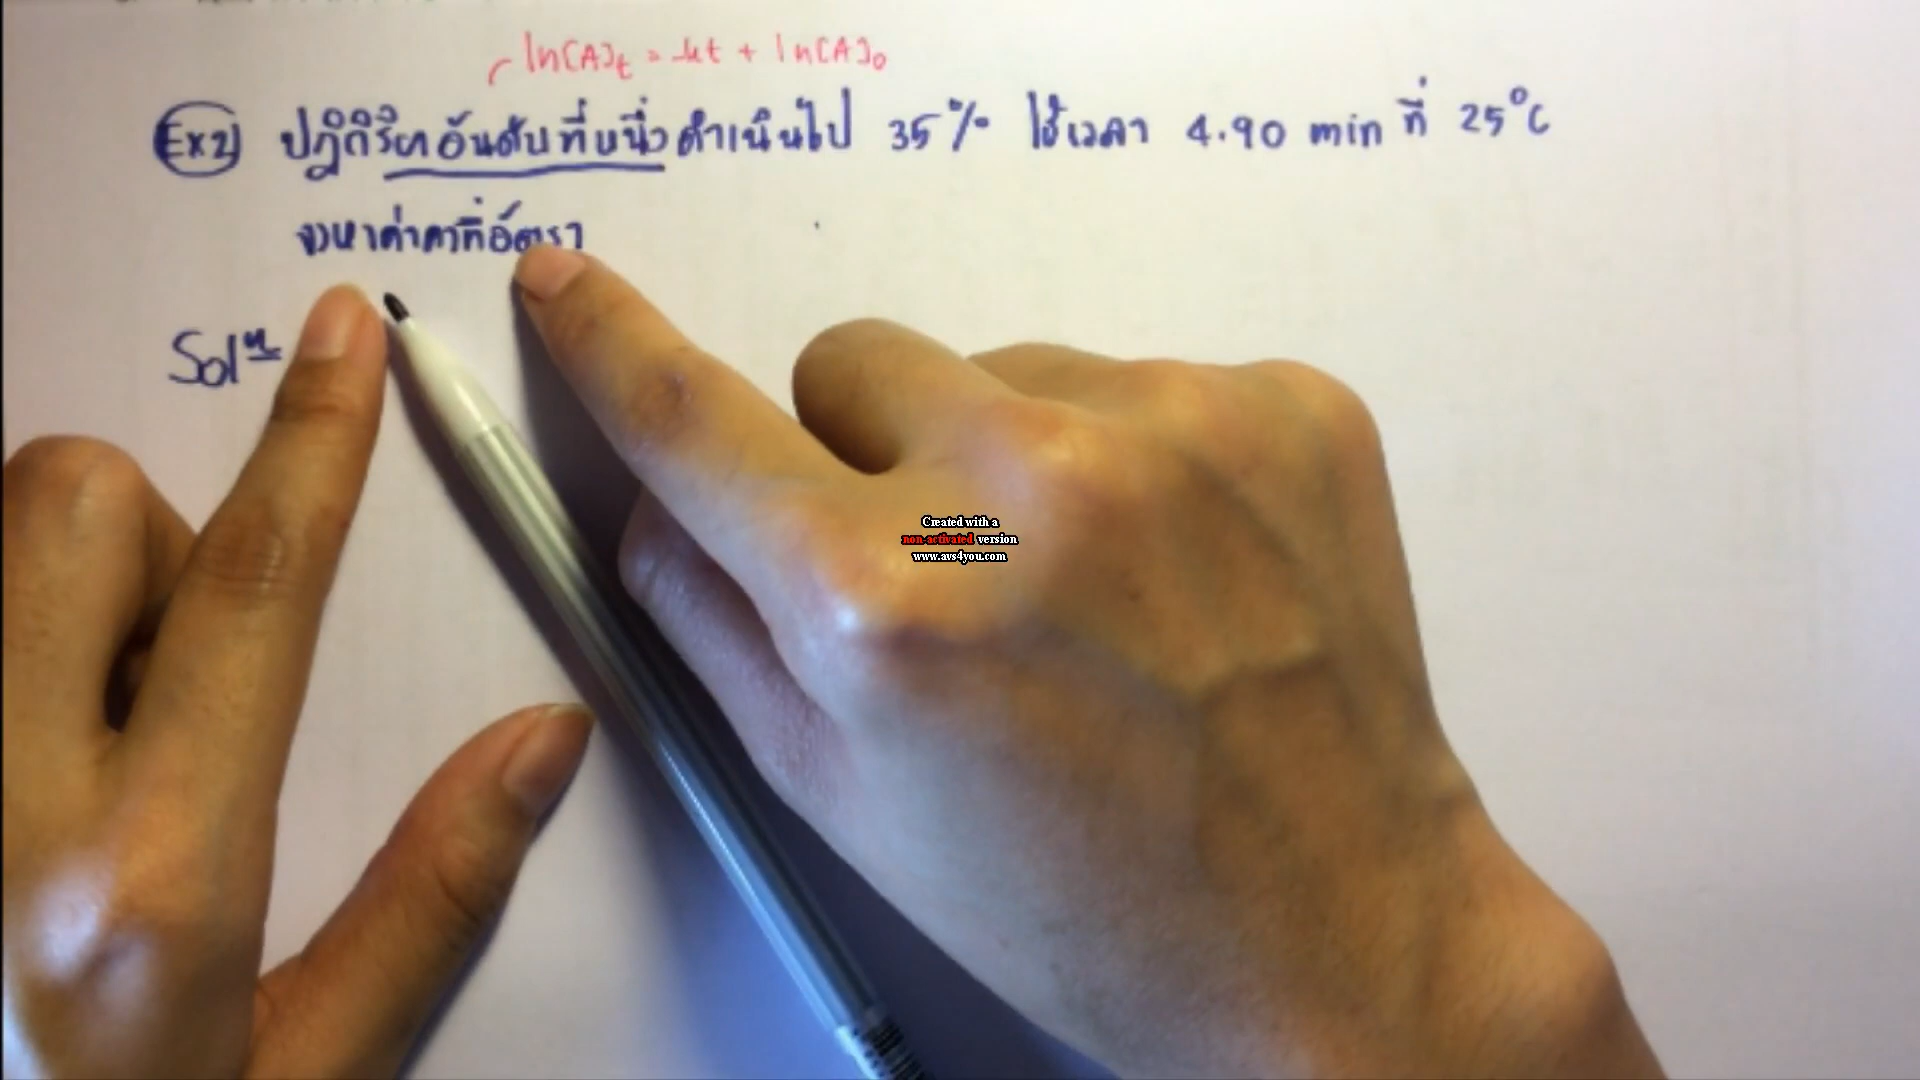 ln[A]t = -kt + ln[A]0
Ex2 ปฏิกิริยาอันดับที่หนึ่งดำเนินไป 35% ใช้เวลา 4.90 min ที่ 25°C
จงหาค่าคงที่อัตรา
Solⁿ
Created with a
non-activated version
www.avs4you.com